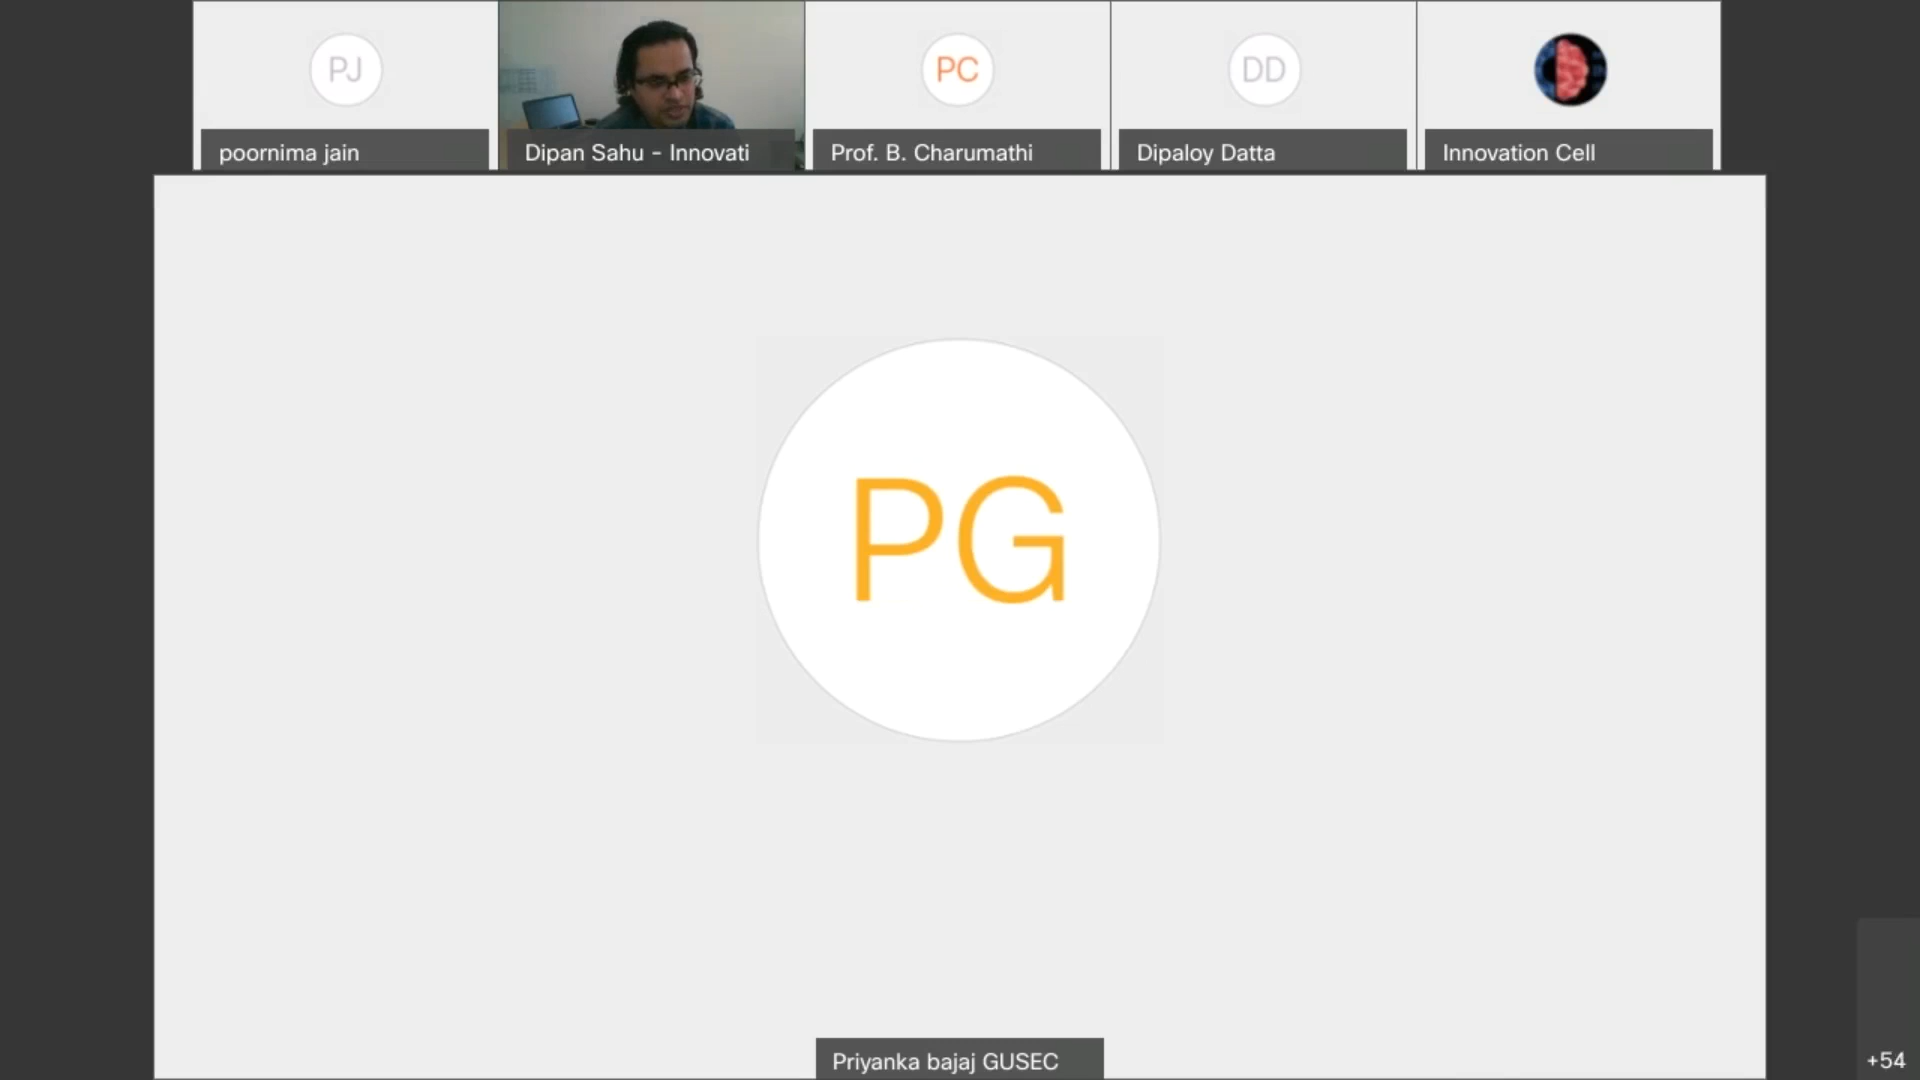 PJ
poornima jain
Dipan Sahu - Innovati
PC
Prof. B. Charumathi
DD
Dipaloy Datta
Innovation Cell
PG
Priyanka bajaj GUSEC
+54